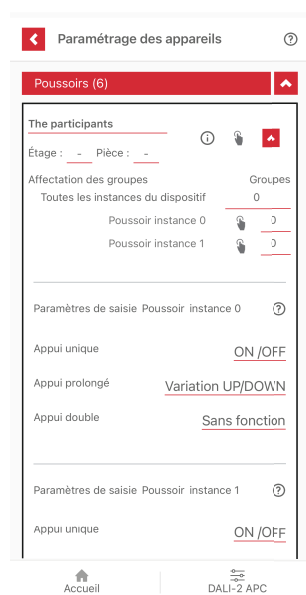 Paramétrage des appareils ?
Poussoirs (6)
The participants
Étage : - Pièce : -
Affectation des groupes Groupes
Toutes les instances du dispositif 0
Poussoir instance 0 0
Poussoir instance 1 0
Paramètres de saisie Poussoir instance 0 ?
Appui unique ON /OFF
Appui prolongé Variation UP/DOWN
Appui double Sans fonction
Paramètres de saisie Poussoir instance 1 ?
Appui unique ON /OFF
Accueil DALI-2 APC